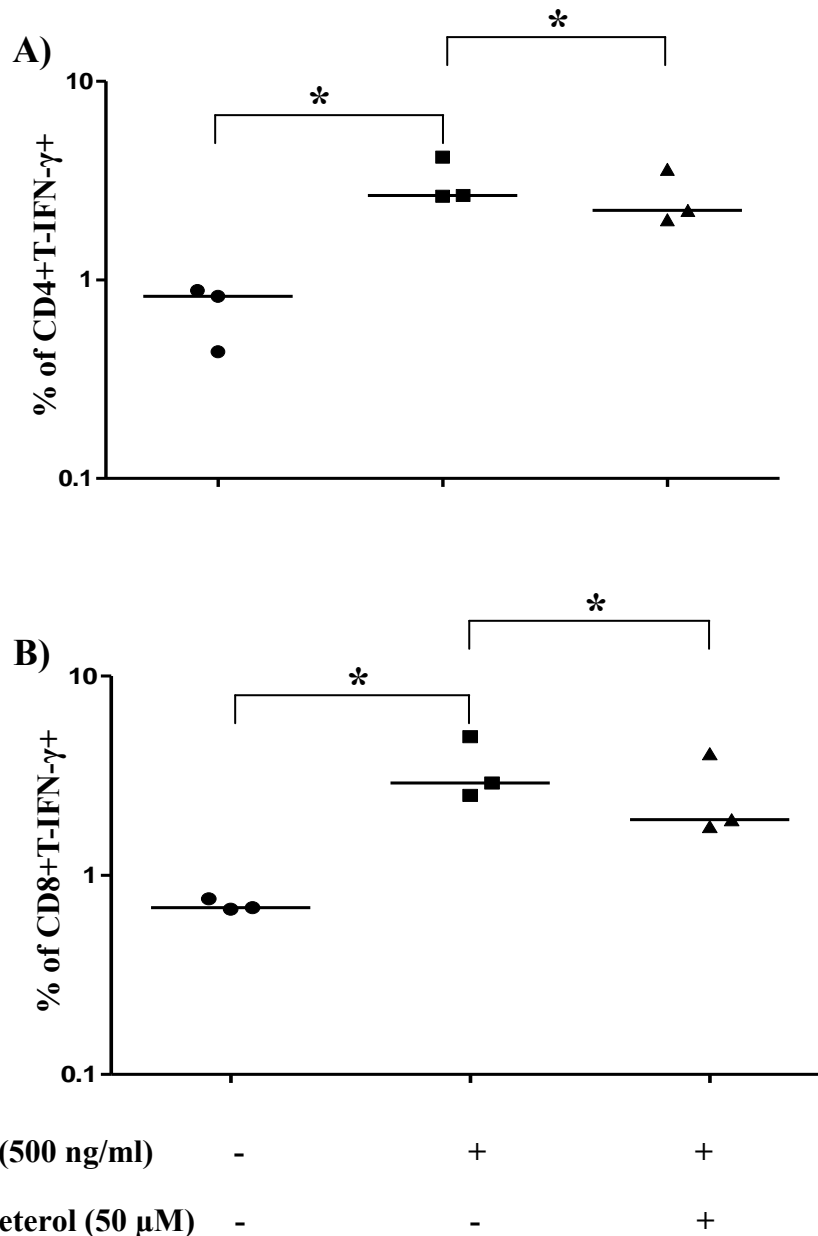 A)
*
*
10
1
0.1
% of CD4+T-IFN-γ+
B)
*
*
10
1
0.1
% of CD8+T-IFN-γ+
(500 ng/ml) - + +
eterol (50 µM) - - +